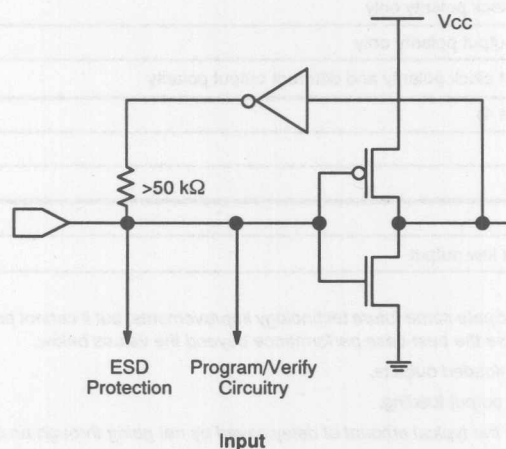 Vcc
>50 kΩ
ESD
Protection
Program/Verify
Circuitry
Input